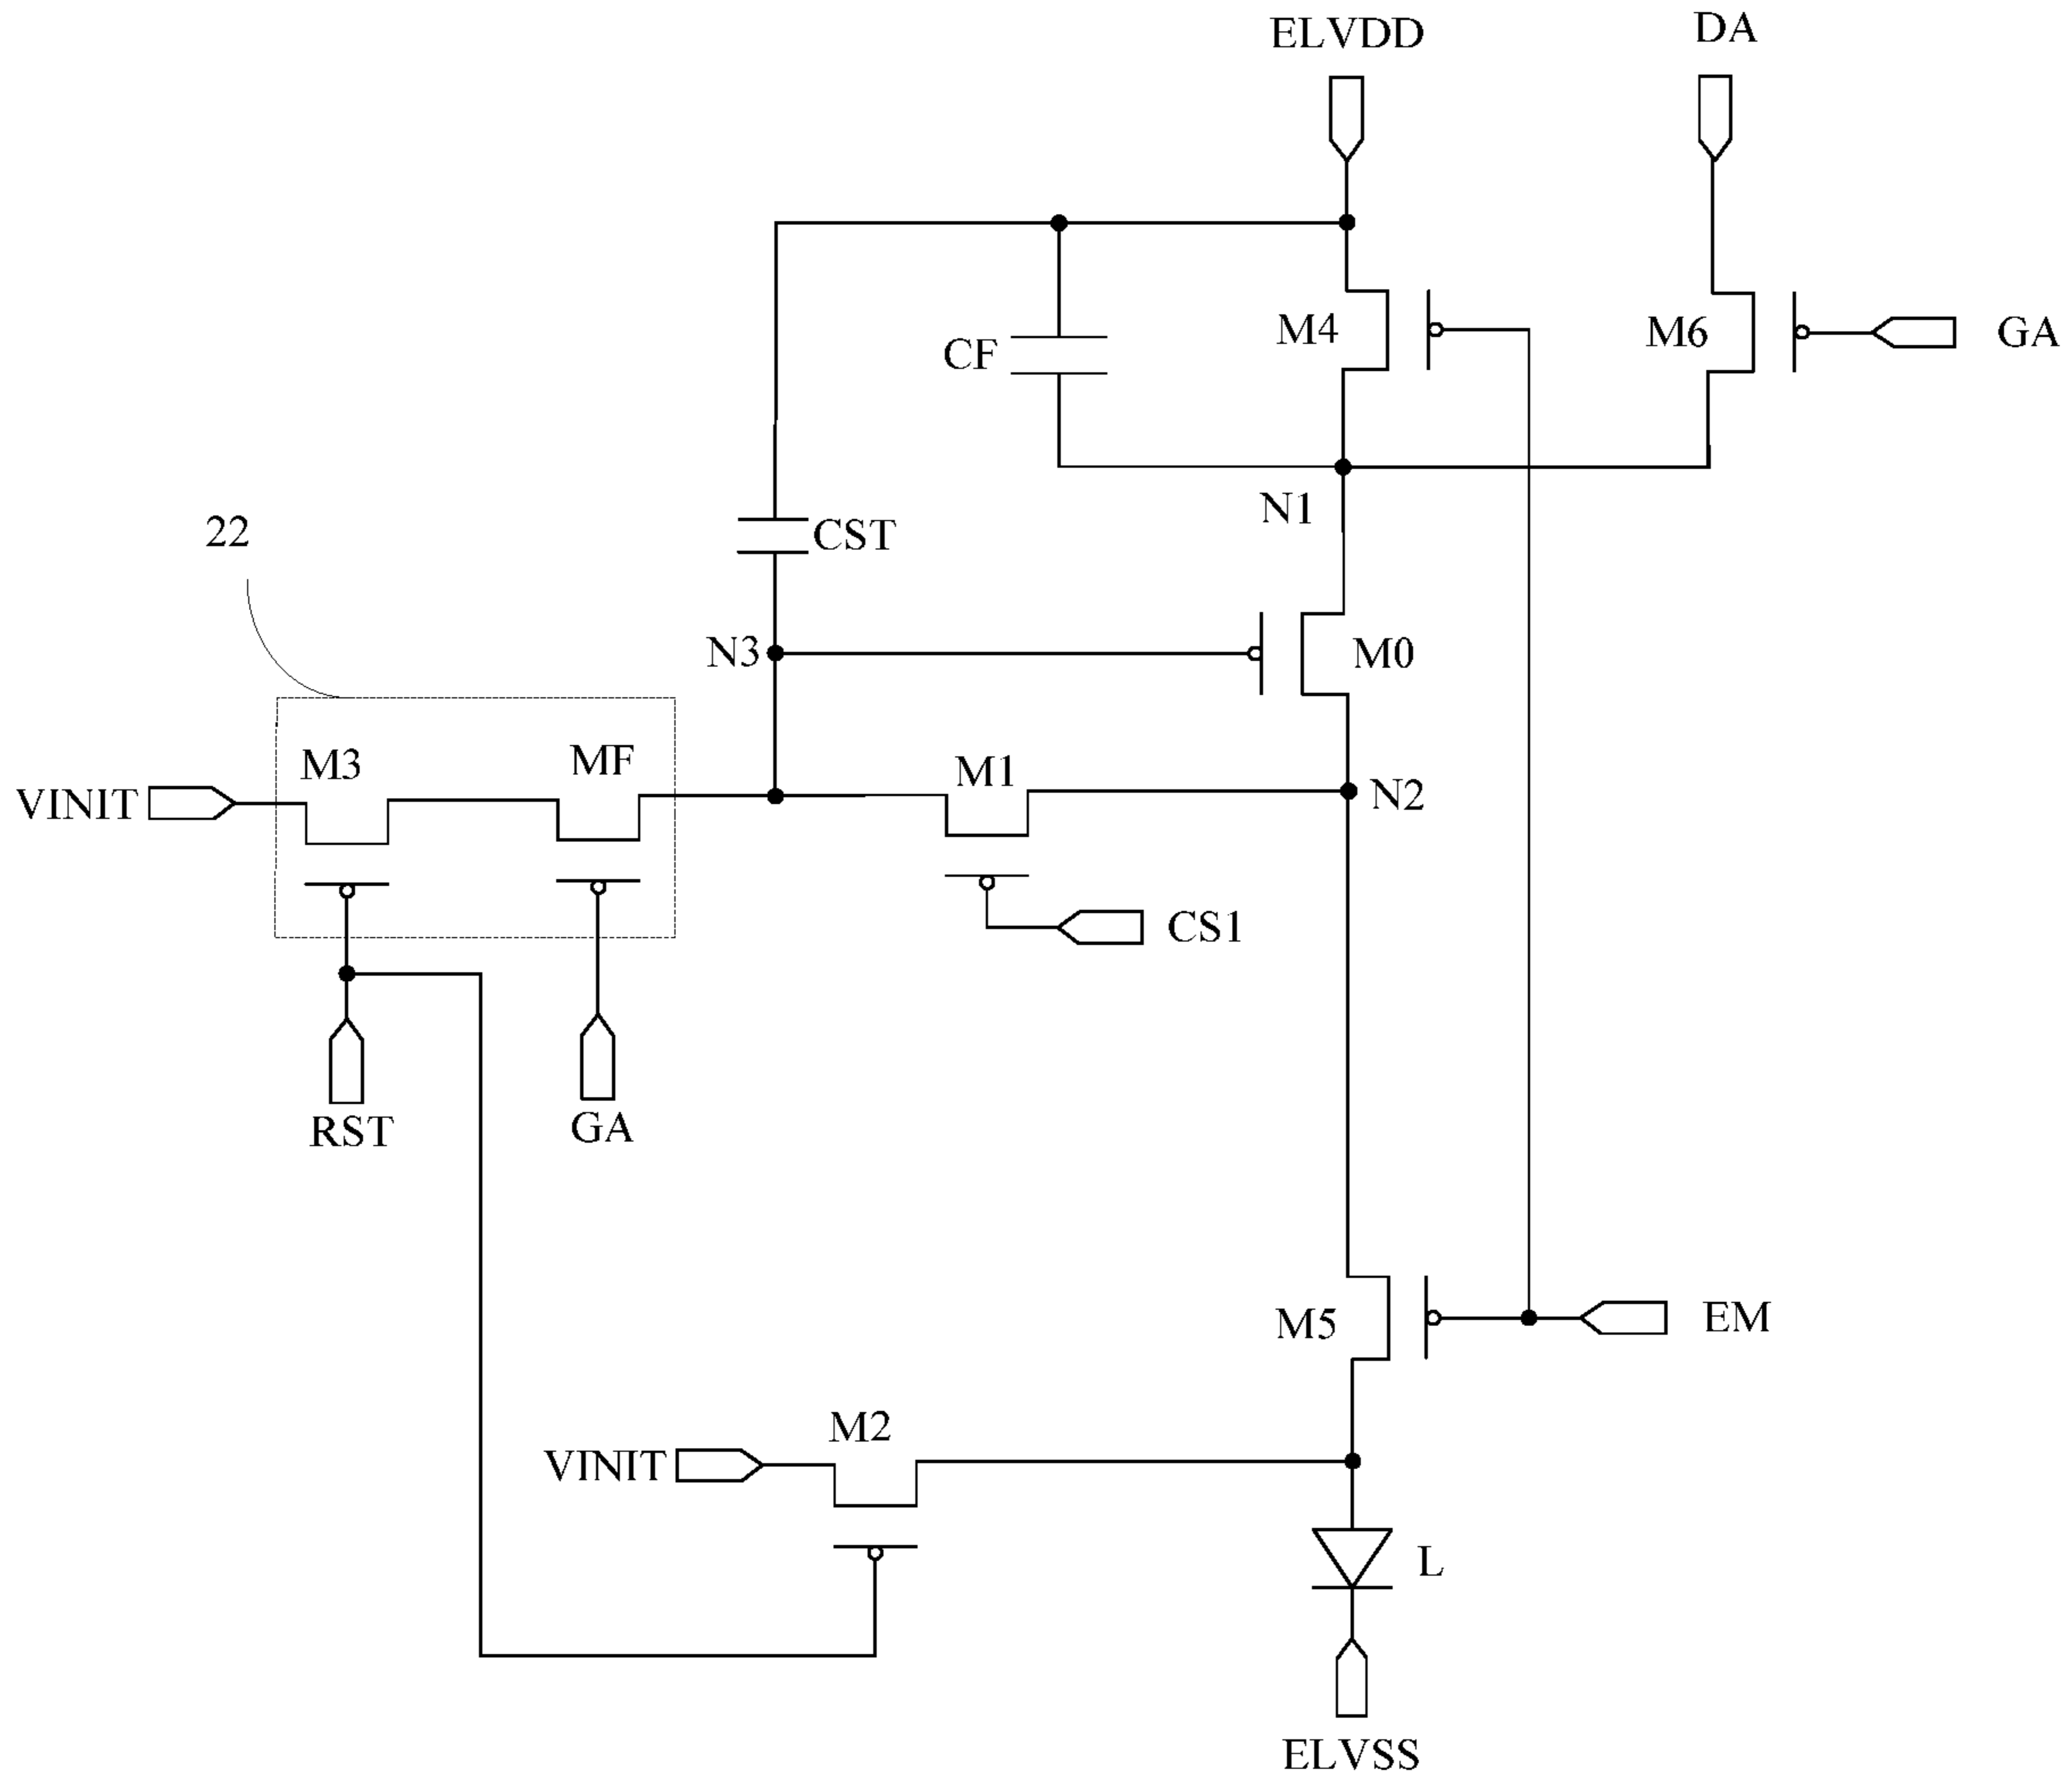 ELVDD
DA
M4
M6
GA
CF
N1
22
CST
N3
M0
M3
MF
M1
N2
VINIT
CS1
RST
GA
M5
EM
M2
VINIT
L
ELVSS